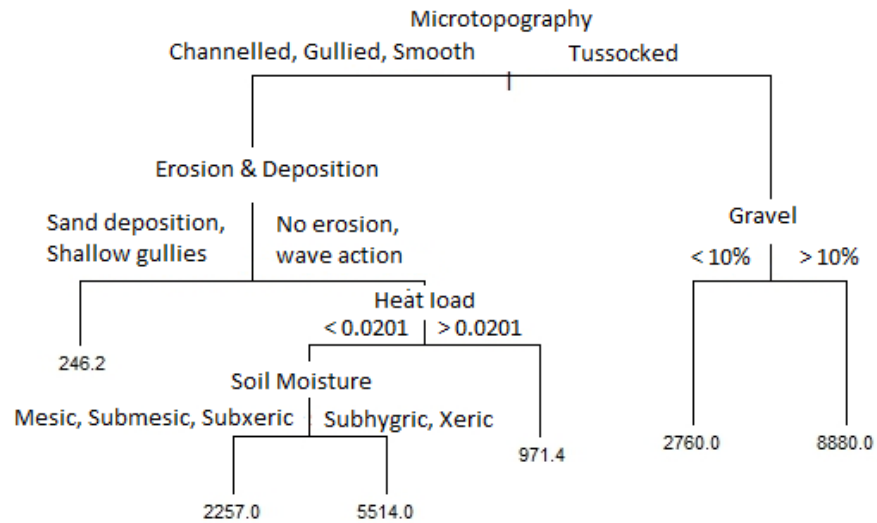 Microtopography
Channelled, Gullied, Smooth
Tussocked
Erosion & Deposition
Sand deposition,
Shallow gullies
No erosion,
wave action
Gravel
< 10%
> 10%
Heat load
< 0.0201
> 0.0201
246.2
Soil Moisture
Mesic, Submesic, Subxeric
Subhygric, Xeric
971.4
2760.0
8880.0
2257.0
5514.0